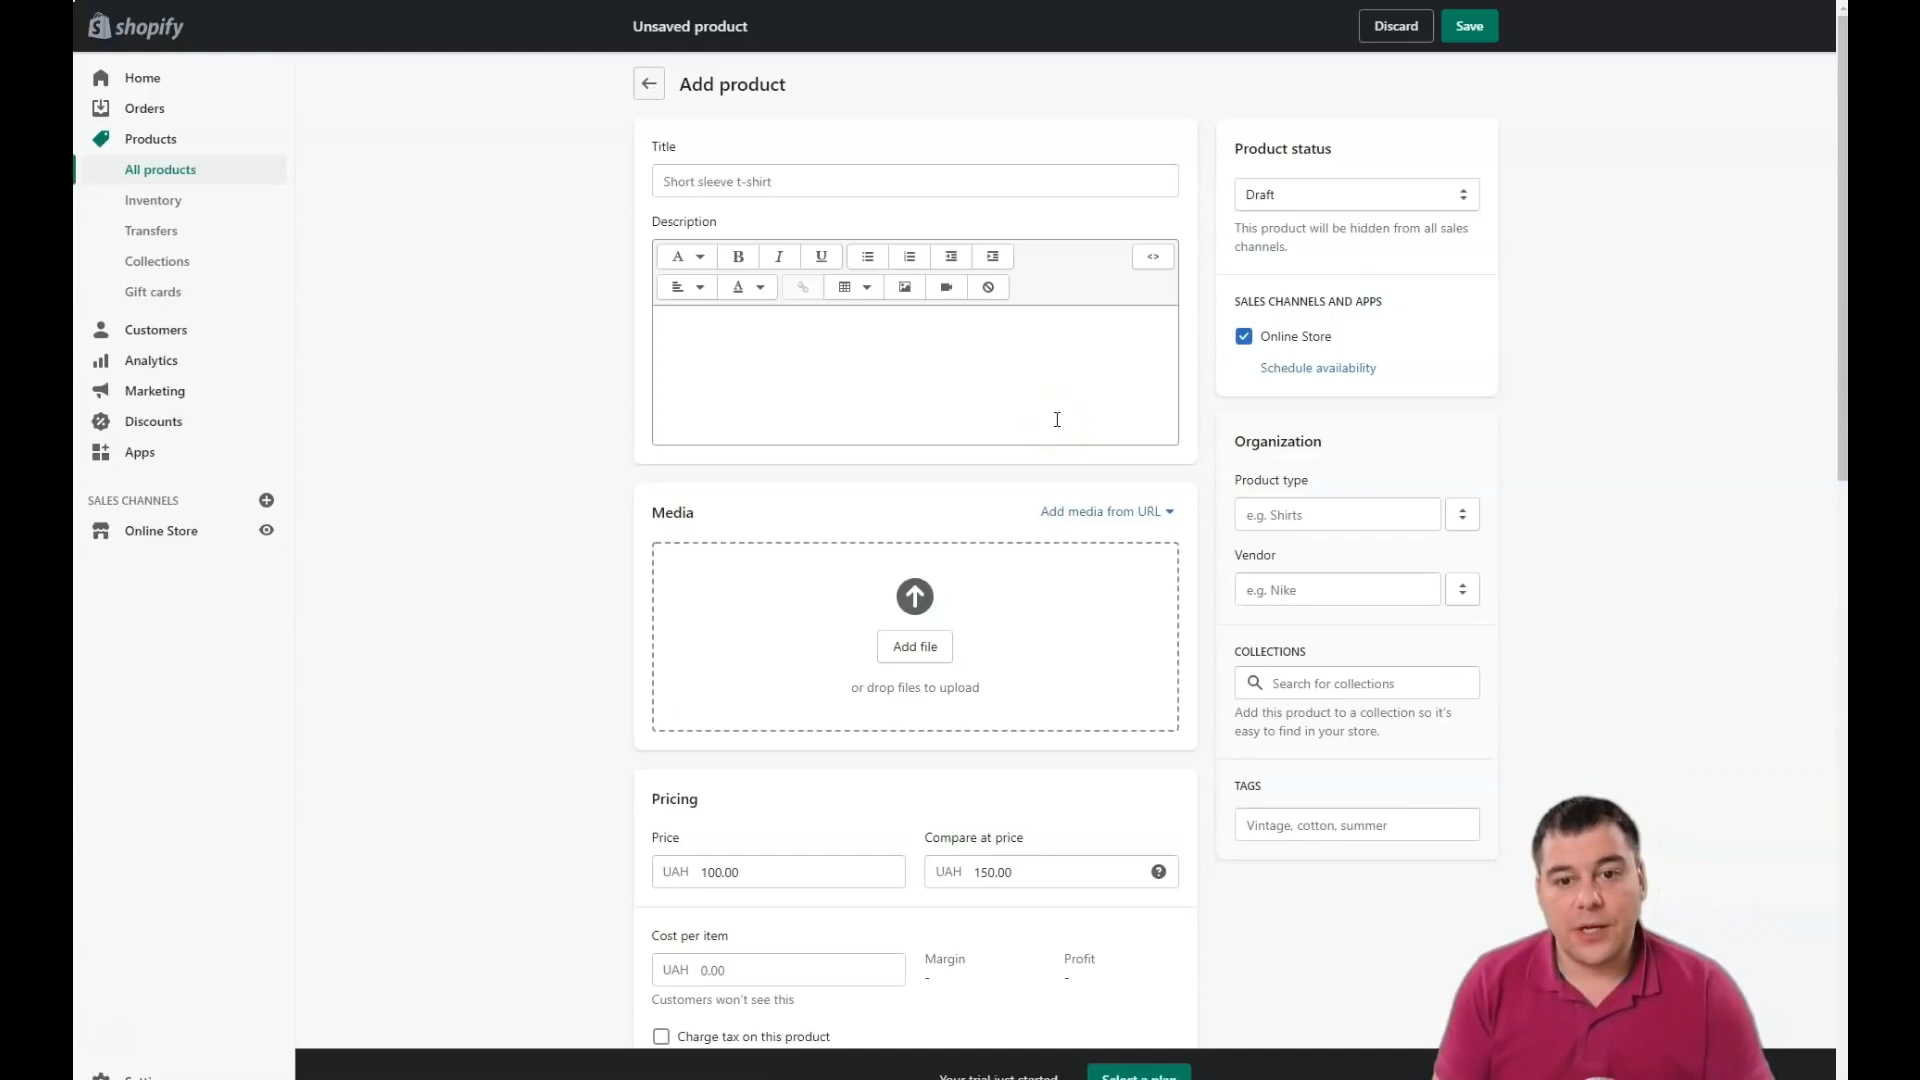 shopify
Unsaved product
Discard
Save
Home
Orders
Products
All products
Inventory
Transfers
Collections
Gift cards
Customers
Analytics
Marketing
Discounts
Apps
SALES CHANNELS
Online Store
Add product
Title
Short sleeve t-shirt
Description
A
B
I
U
<>
A
Media
Add media from URL
Add file
or drop files to upload
Pricing
Price
Compare at price
UAH 100.00
UAH 150.00
Cost per item
UAH 0.00
Margin
-
Profit
-
Customers won't see this
Charge tax on this product
Product status
Draft
This product will be hidden from all sales
channels.
SALES CHANNELS AND APPS
Online Store
Schedule availability
Organization
Product type
e.g. Shirts
Vendor
e.g. Nike
COLLECTIONS
Search for collections
Add this product to a collection so it's
easy to find in your store.
TAGS
Vintage, cotton, summer
Your trial just started
Select a plan